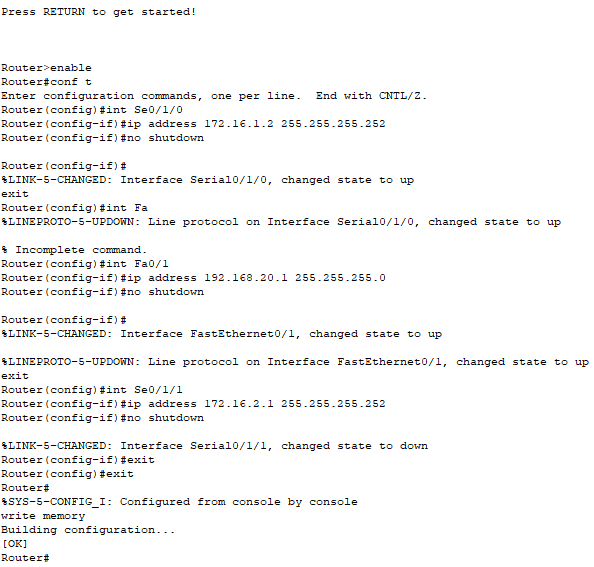 Press RETURN to get started!
Router>enable
Router#conf t
Enter configuration commands, one per line.  End with CNTL/Z.
Router(config)#int Se0/1/0
Router(config-if)#ip address 172.16.1.2 255.255.255.252
Router(config-if)#no shutdown
Router(config-if)#
%LINK-5-CHANGED: Interface Serial0/1/0, changed state to up
exit
Router(config)#int Fa
%LINEPROTO-5-UPDOWN: Line protocol on Interface Serial0/1/0, changed state to up
% Incomplete command.
Router(config)#int Fa0/1
Router(config-if)#ip address 192.168.20.1 255.255.255.0
Router(config-if)#no shutdown
Router(config-if)#
%LINK-5-CHANGED: Interface FastEthernet0/1, changed state to up
%LINEPROTO-5-UPDOWN: Line protocol on Interface FastEthernet0/1, changed state to up
exit
Router(config)#int Se0/1/1
Router(config-if)#ip address 172.16.2.1 255.255.255.252
Router(config-if)#no shutdown
%LINK-5-CHANGED: Interface Serial0/1/1, changed state to down
Router(config-if)#exit
Router(config)#exit
Router#
%SYS-5-CONFIG_I: Configured from console by console
write memory
Building configuration...
[OK]
Router#